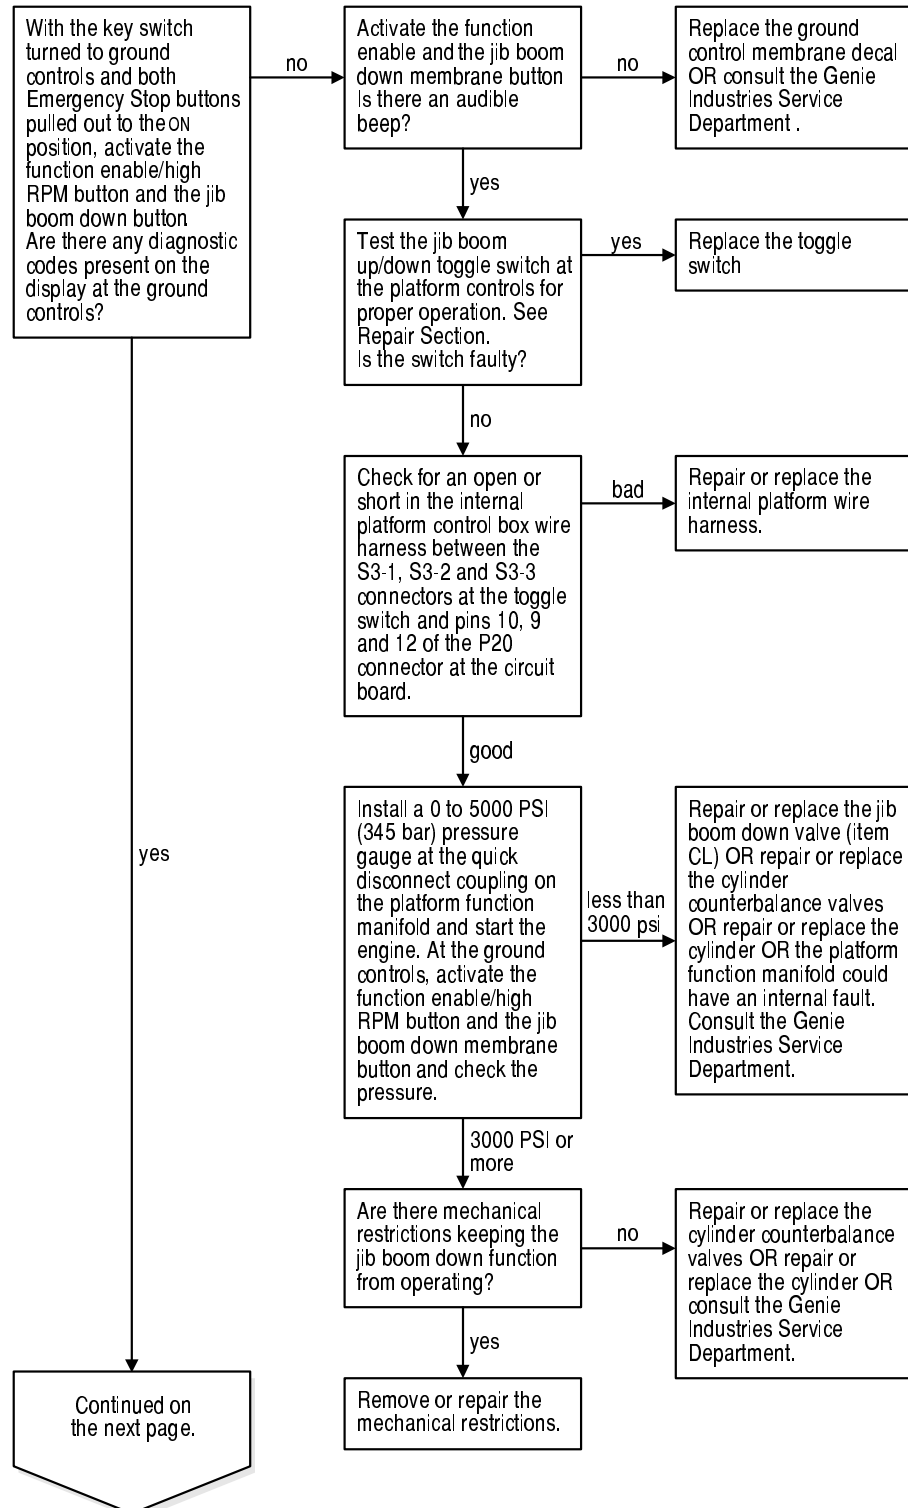 With the key switch
turned to ground
controls and both
Emergency Stop buttons
pulled out to the ON
position, activate the
function enable/high
RPM button and the jib
boom down button.
Are there any diagnostic
codes present on the
display at the ground
controls?
no
Activate the function
enable and the jib boom
down membrane button
Is there an audible
beep?
no
Replace the ground
control membrane decal
OR consult the Genie
Industries Service
Department .
yes
Test the jib boom
up/down toggle switch at
the platform controls for
proper operation. See
Repair Section.
Is the switch faulty?
yes
Replace the toggle
switch
no
Check for an open or
short in the internal
platform control box wire
harness between the
S3-1, S3-2 and S3-3
connectors at the toggle
switch and pins 10, 9
and 12 of the P20
connector at the circuit
board.
bad
Repair or replace the
internal platform wire
harness.
good
Install a 0 to 5000 PSI
(345 bar) pressure
gauge at the quick
disconnect coupling on
the platform function
manifold and start the
engine. At the ground
controls, activate the
function enable/high
RPM button and the jib
boom down membrane
button and check the
pressure.
less than
3000 psi
Repair or replace the jib
boom down valve (item
CL) OR repair or replace
the cylinder
counterbalance valves
OR repair or replace the
cylinder OR the platform
function manifold could
have an internal fault.
Consult the Genie
Industries Service
Department.
3000 PSI or
more
Are there mechanical
restrictions keeping the
jib boom down function
from operating?
no
Repair or replace the
cylinder counterbalance
valves OR repair or
replace the cylinder OR
consult the Genie
Industries Service
Department.
yes
Remove or repair the
mechanical restrictions.
yes
Continued on
the next page.